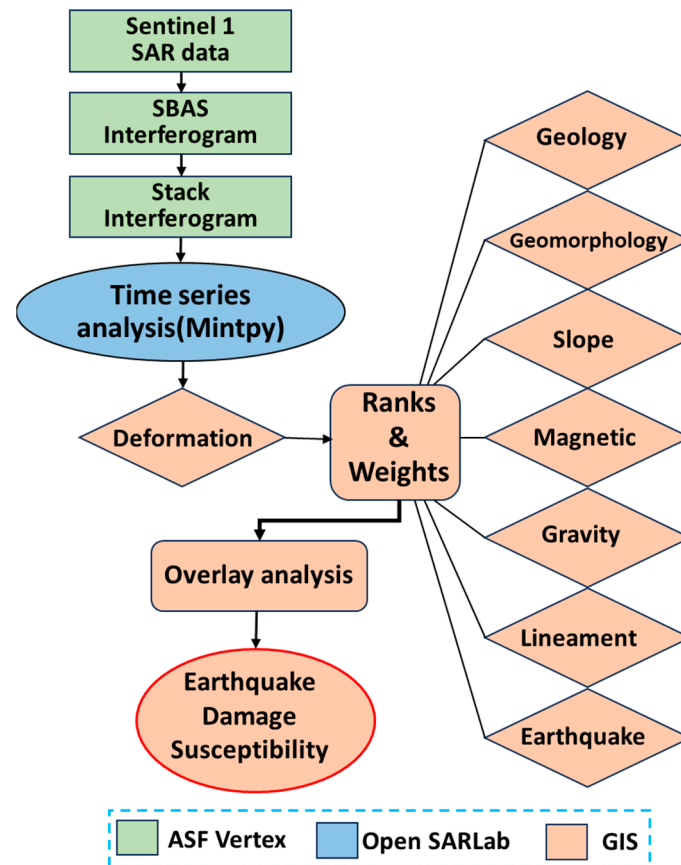 Sentinel 1
SAR data
SBAS
Interferogram
Stack
Interferogram
Time series
analysis(Mintpy)
Deformation
Ranks
&
Weights
Overlay analysis
Earthquake
Damage
Susceptibility
Geology
Geomorphology
Slope
Magnetic
Gravity
Lineament
Earthquake
ASF Vertex
Open SARLab
GIS